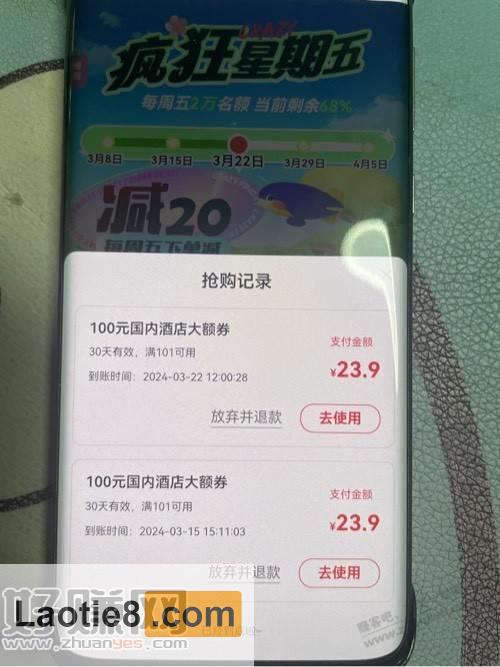 CRAZY
疯狂星期五
每周五2万名额 当前剩余68%
3月8日 3月15日 3月22日 3月29日 4月5日
减20
每周五下单减
抢购记录
100元国内酒店大额券
30天有效，满101可用
到账时间：2024-03-22 12:00:28
支付金额
¥23.9
放弃并退款
去使用
100元国内酒店大额券
30天有效，满101可用
到账时间：2024-03-15 15:11:03
支付金额
¥23.9
放弃并退款
去使用
好赚网
Laotie8.com
www.zhuanyes.com
赚客吧